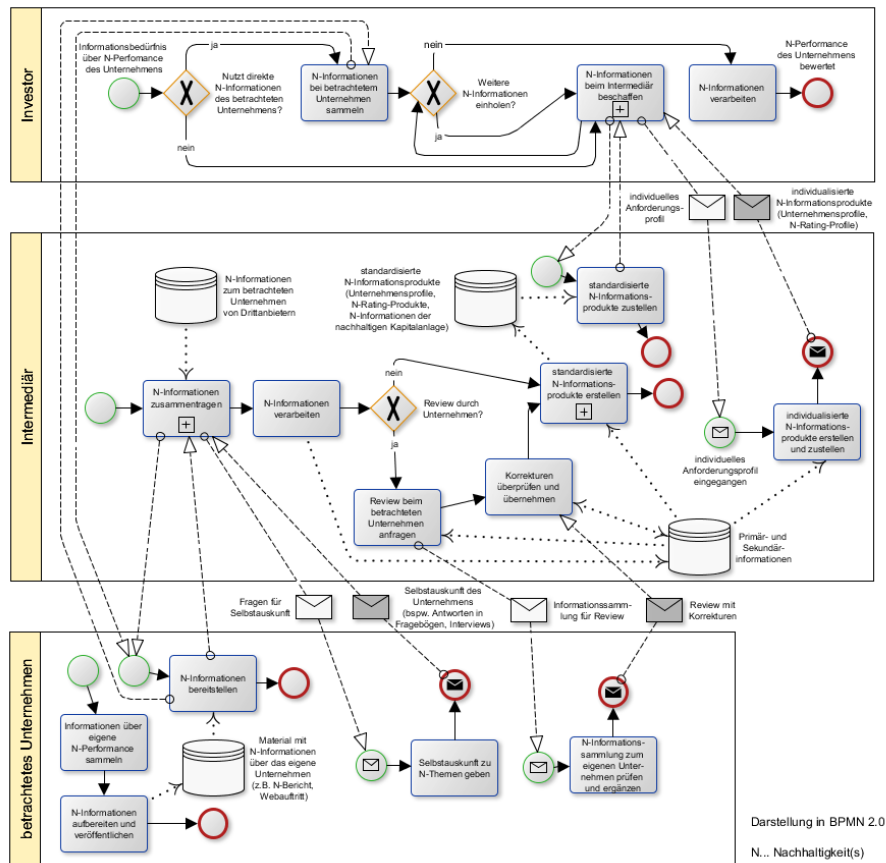 Investor
Informationsbedürfnis
über N-Perfomance
des Unternehmens
ja
Nutzt direkte
N-Informationen
des betrachteten
Unternehmens?
nein
N-Informationen
bei betrachtetem
Unternehmen
sammeln
nein
Weitere
N-Informationen
einholen?
ja
N-Informationen
beim Intermediär
beschaffen
N-Informationen
verarbeiten
N-Performance
des Unternehmens
bewertet
individuelles
Anforderungs-
profil
individualisierte
N-Informationsprodukte
(Unternehmensprofile,
N-Rating-Profile)
Intermediär
N-Informationen
zum betrachteten
Unternehmen
von Drittanbietern
standardisierte
N-Informationsprodukte
(Unternehmensprofile,
N-Rating-Produkte,
N-Informationen der
nachhaltigen Kapitalanlage)
standardisierte
N-Informations-
produkte zustellen
N-Informationen
zusammentragen
N-Informationen
verarbeiten
nein
Review durch
Unternehmen?
ja
standardisierte
N-Informations-
produkte erstellen
individuelles
Anforderungsprofil
eingegangen
individualisierte
N-Informations-
produkte erstellen
und zustellen
Korrekturen
überprüfen und
übernehmen
Review beim
betrachteten
Unternehmen
anfragen
Primär- und
Sekundär-
informationen
Fragen für
Selbstauskunft
Selbstauskunft des
Unternehmens
(bspw. Antworten in
Fragebögen, Interviews)
Informationssamm-
lung für Review
Review mit
Korrekturen
betrachtetes Unternehmen
N-Informationen
bereitstellen
Informationen über
eigene
N-Performance
sammeln
Material mit
N-Informationen
über das eigene
Unternehmen
(z.B. N-Bericht,
Webauftritt)
N-Informationen
aufbereiten und
veröffentlichen
Selbstauskunft zu
N-Themen geben
N-Informations-
sammlung zum
eigenen Unter-
nehmen prüfen
und ergänzen
Darstellung in BPMN 2.0
N... Nachhaltigkeit(s)